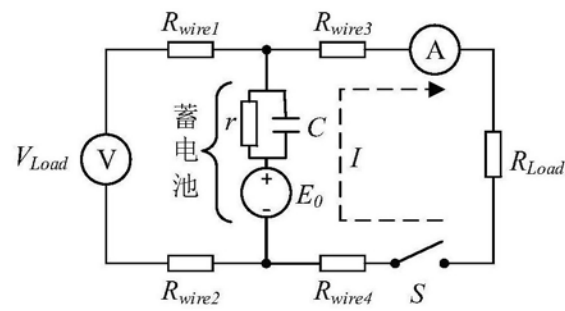 R_wire1
R_wire3
A
蓄电池
r
C
V_Load
V
I
R_Load
+
-
E_0
R_wire2
R_wire4
S